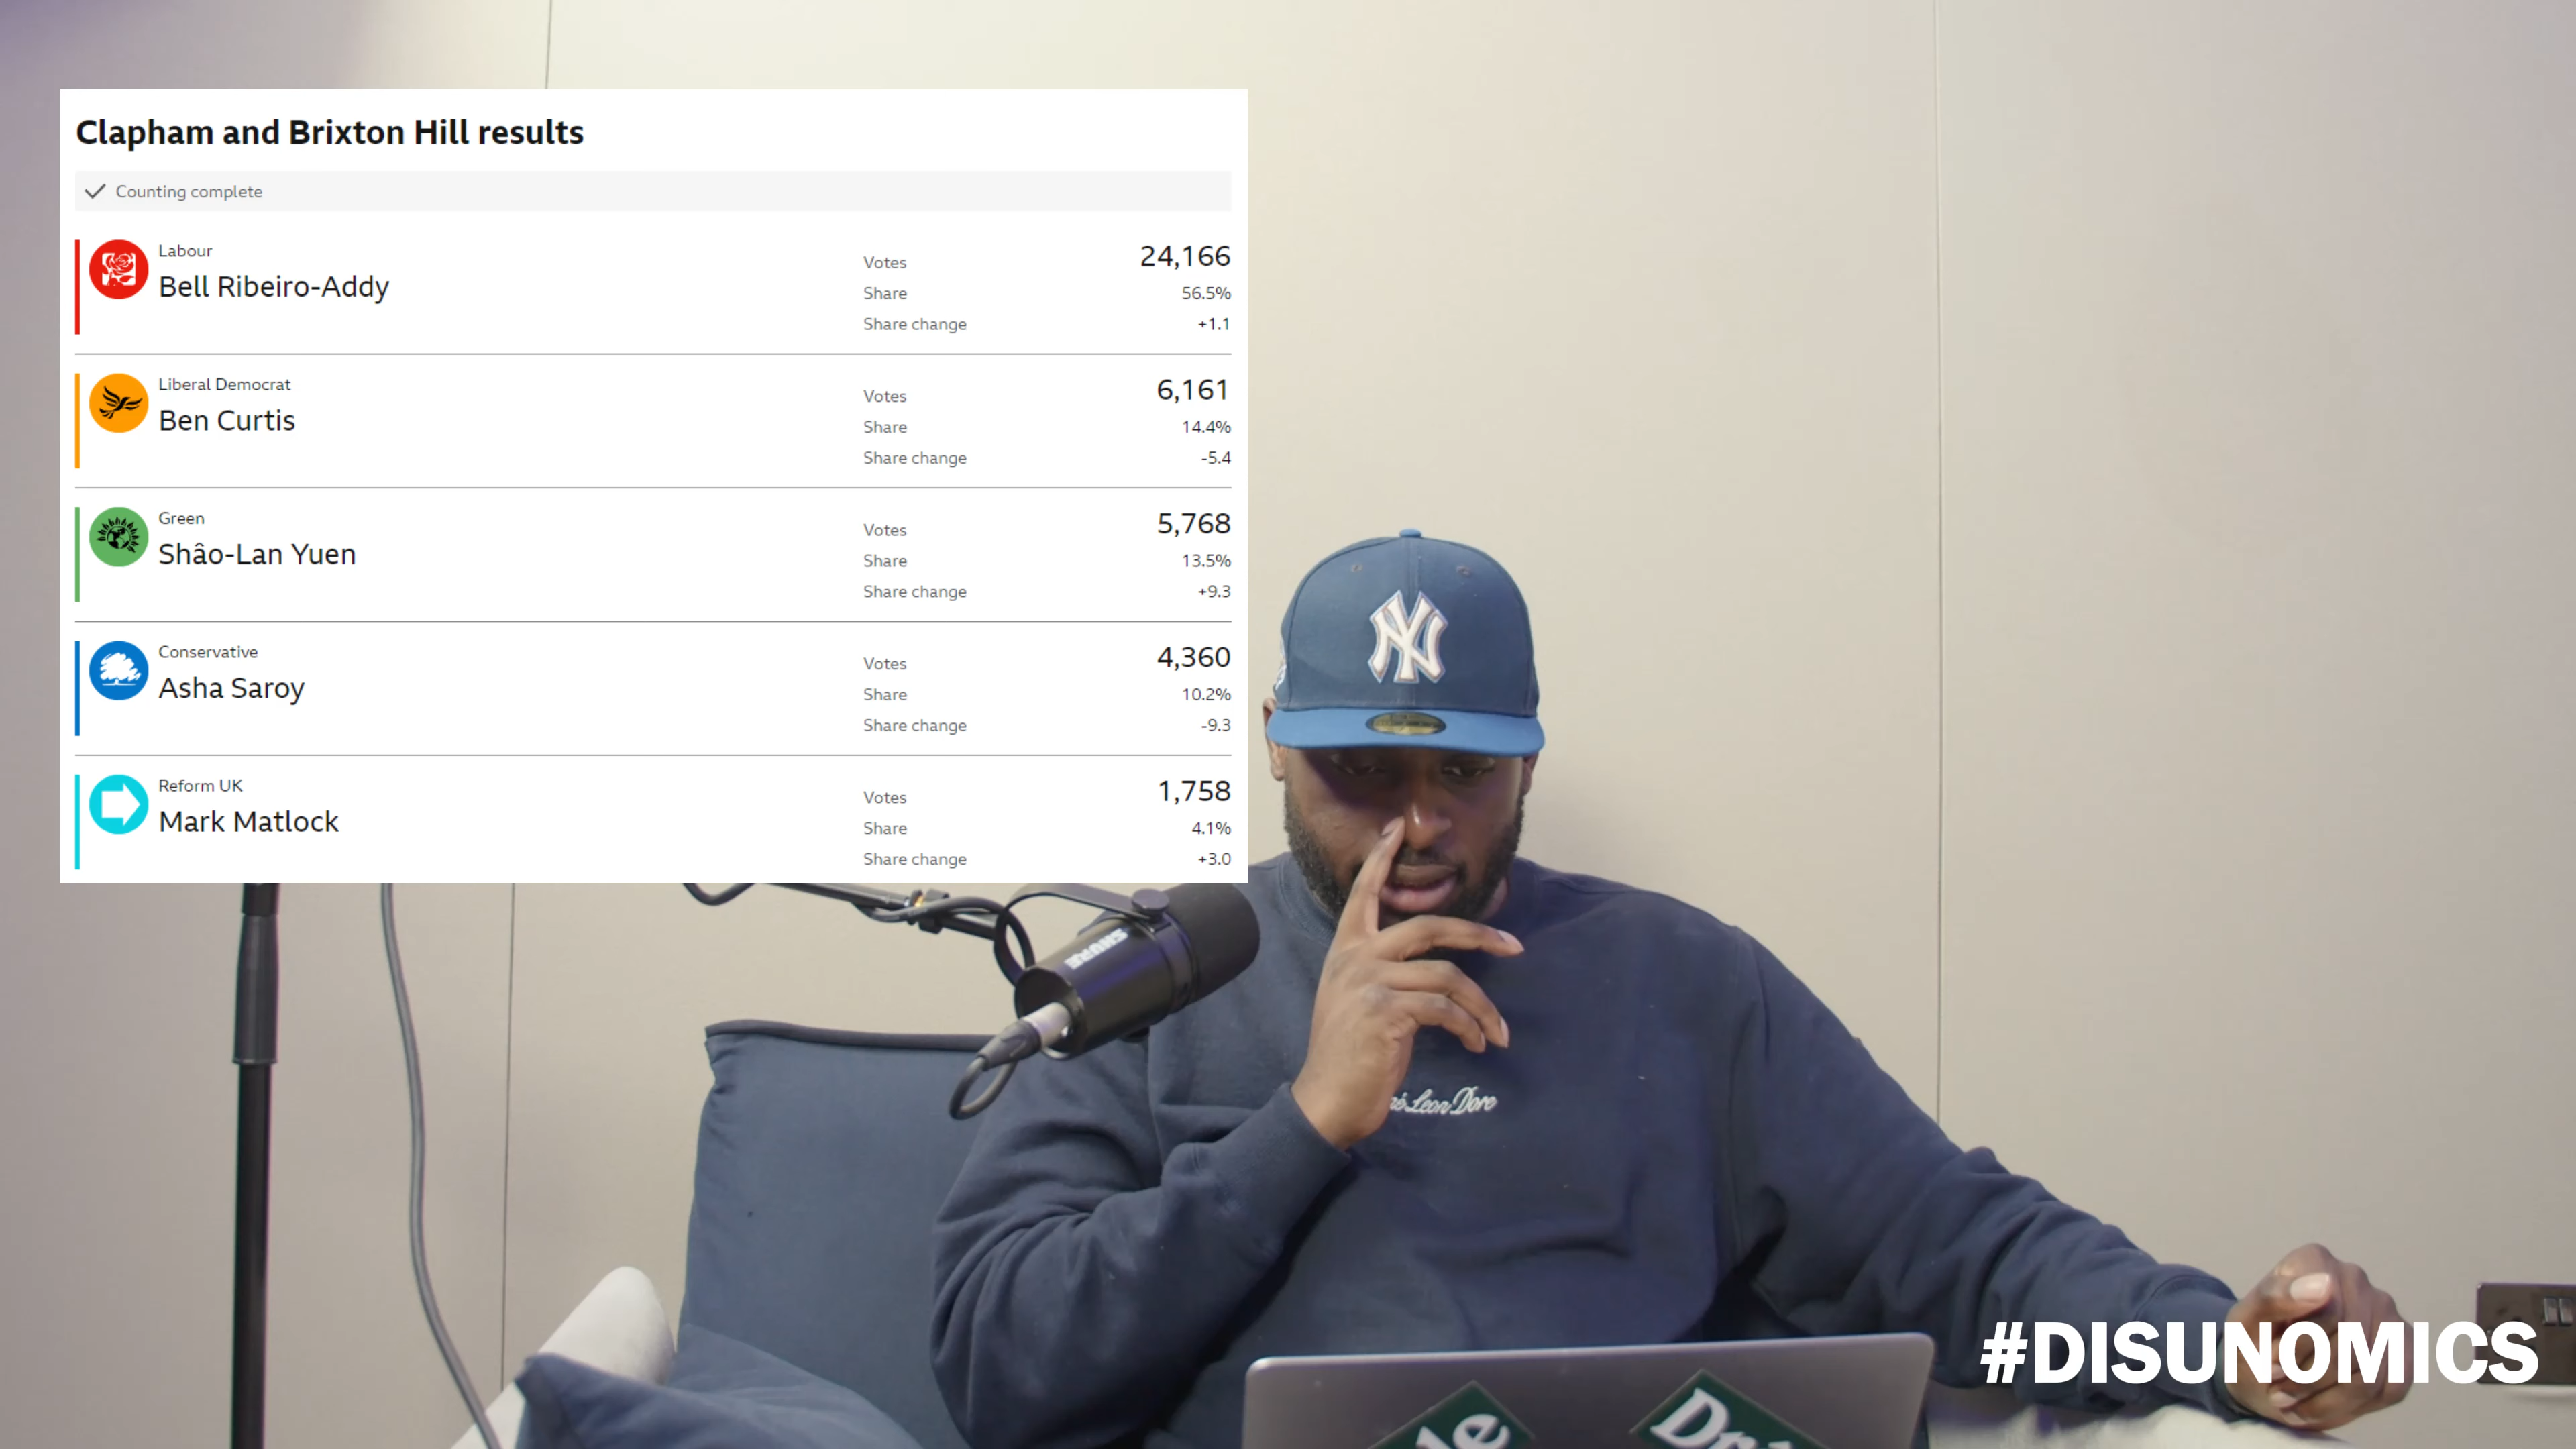 Clapham and Brixton Hill results
Counting complete
Labour
Bell Ribeiro-Addy
Votes 24,166
Share 56.5%
Share change +1.1
Liberal Democrat
Ben Curtis
Votes 6,161
Share 14.4%
Share change -5.4
Green
Shâo-Lan Yuen
Votes 5,768
Share 13.5%
Share change +9.3
Conservative
Asha Saroy
Votes 4,360
Share 10.2%
Share change -9.3
Reform UK
Mark Matlock
Votes 1,758
Share 4.1%
Share change +3.0
NY
SHURE
Leon Dore
#DISUNOMICS